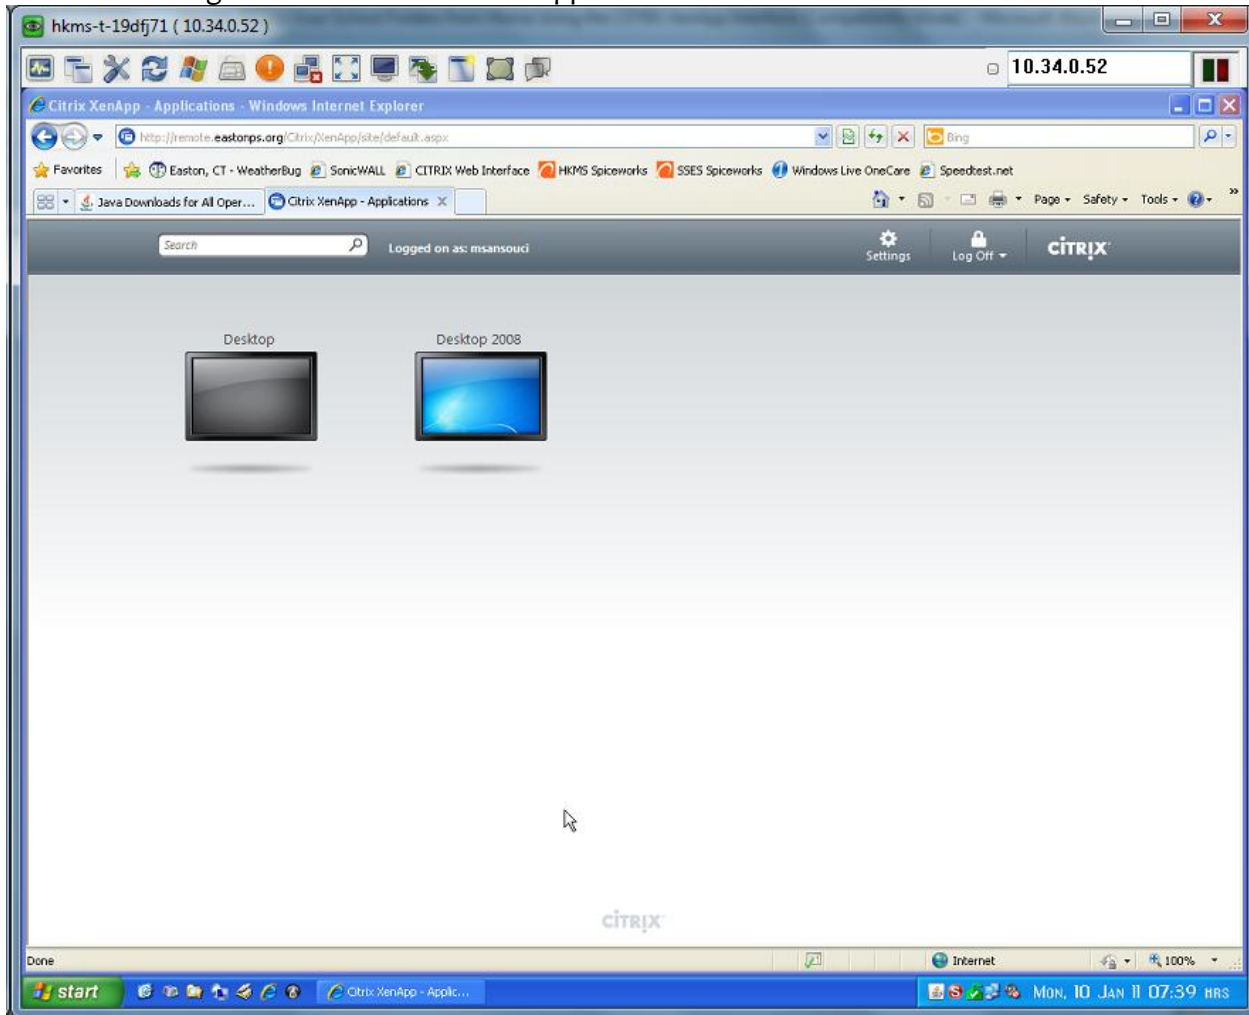 hkms-t-19dfj71 ( 10.34.0.52 )
10.34.0.52
Citrix XenApp - Applications - Windows Internet Explorer
http://remote.eastonps.org/Citrix/XenApp/site/default.aspx
Bing
Favorites Easton, CT - WeatherBug SonicWALL CITRIX Web Interface HKMS Spiceworks SSES Spiceworks Windows Live OneCare Speedtest.net
Java Downloads for All Oper... Citrix XenApp - Applications X Page Safety Tools
Search Logged on as: msansouci Settings Log Off CİTRIX
Desktop Desktop 2008
CİTRIX
Done Internet 100%
start Citrix XenApp - Applic... MON, 10 JAN 11 07:39 HRS